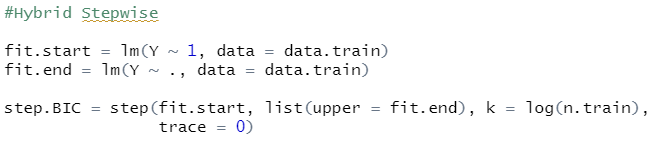 #Hybrid Stepwise
fit.start = lm(Y ~ 1, data = data.train)
fit.end = lm(Y ~ ., data = data.train)
step.BIC = step(fit.start, list(upper = fit.end), k = log(n.train),
trace = 0)